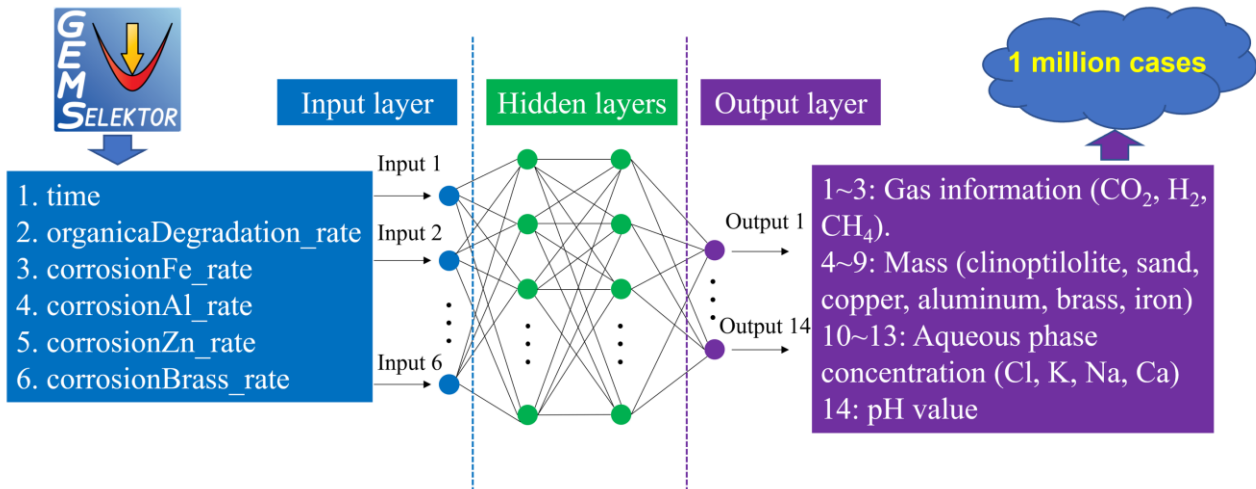 GEMS
SELEKTOR
1 million cases
Input layer
Hidden layers
Output layer
1. time
2. organicaDegradation_rate
3. corrosionFe_rate
4. corrosionAl_rate
5. corrosionZn_rate
6. corrosionBrass_rate
Input 1
Input 2
Input 6
Output 1
Output 14
1~3: Gas information (CO₂, H₂,
CH₄).
4~9: Mass (clinoptilolite, sand,
copper, aluminum, brass, iron)
10~13: Aqueous phase
concentration (Cl, K, Na, Ca)
14: pH value